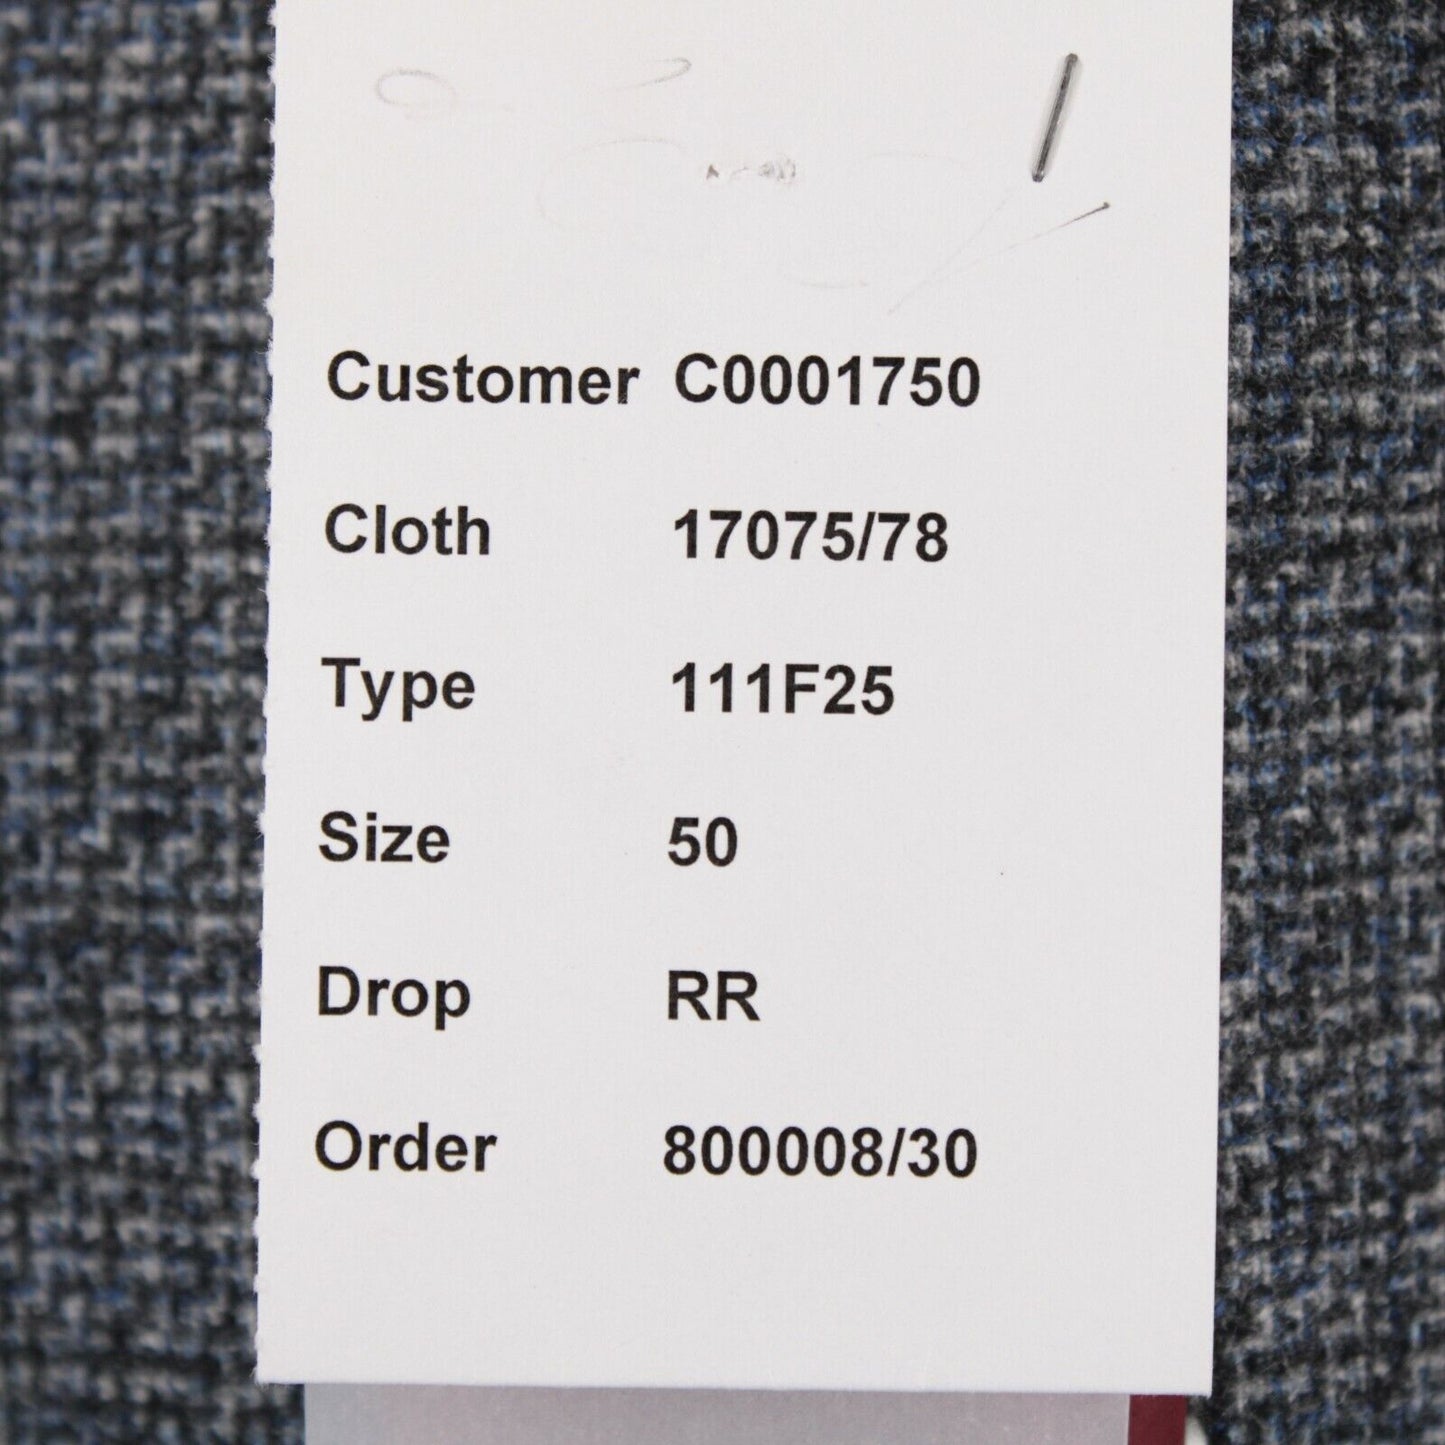 Customer C0001750
Cloth 17075/78
Type 111F25
Size 50
Drop RR
Order 800008/30